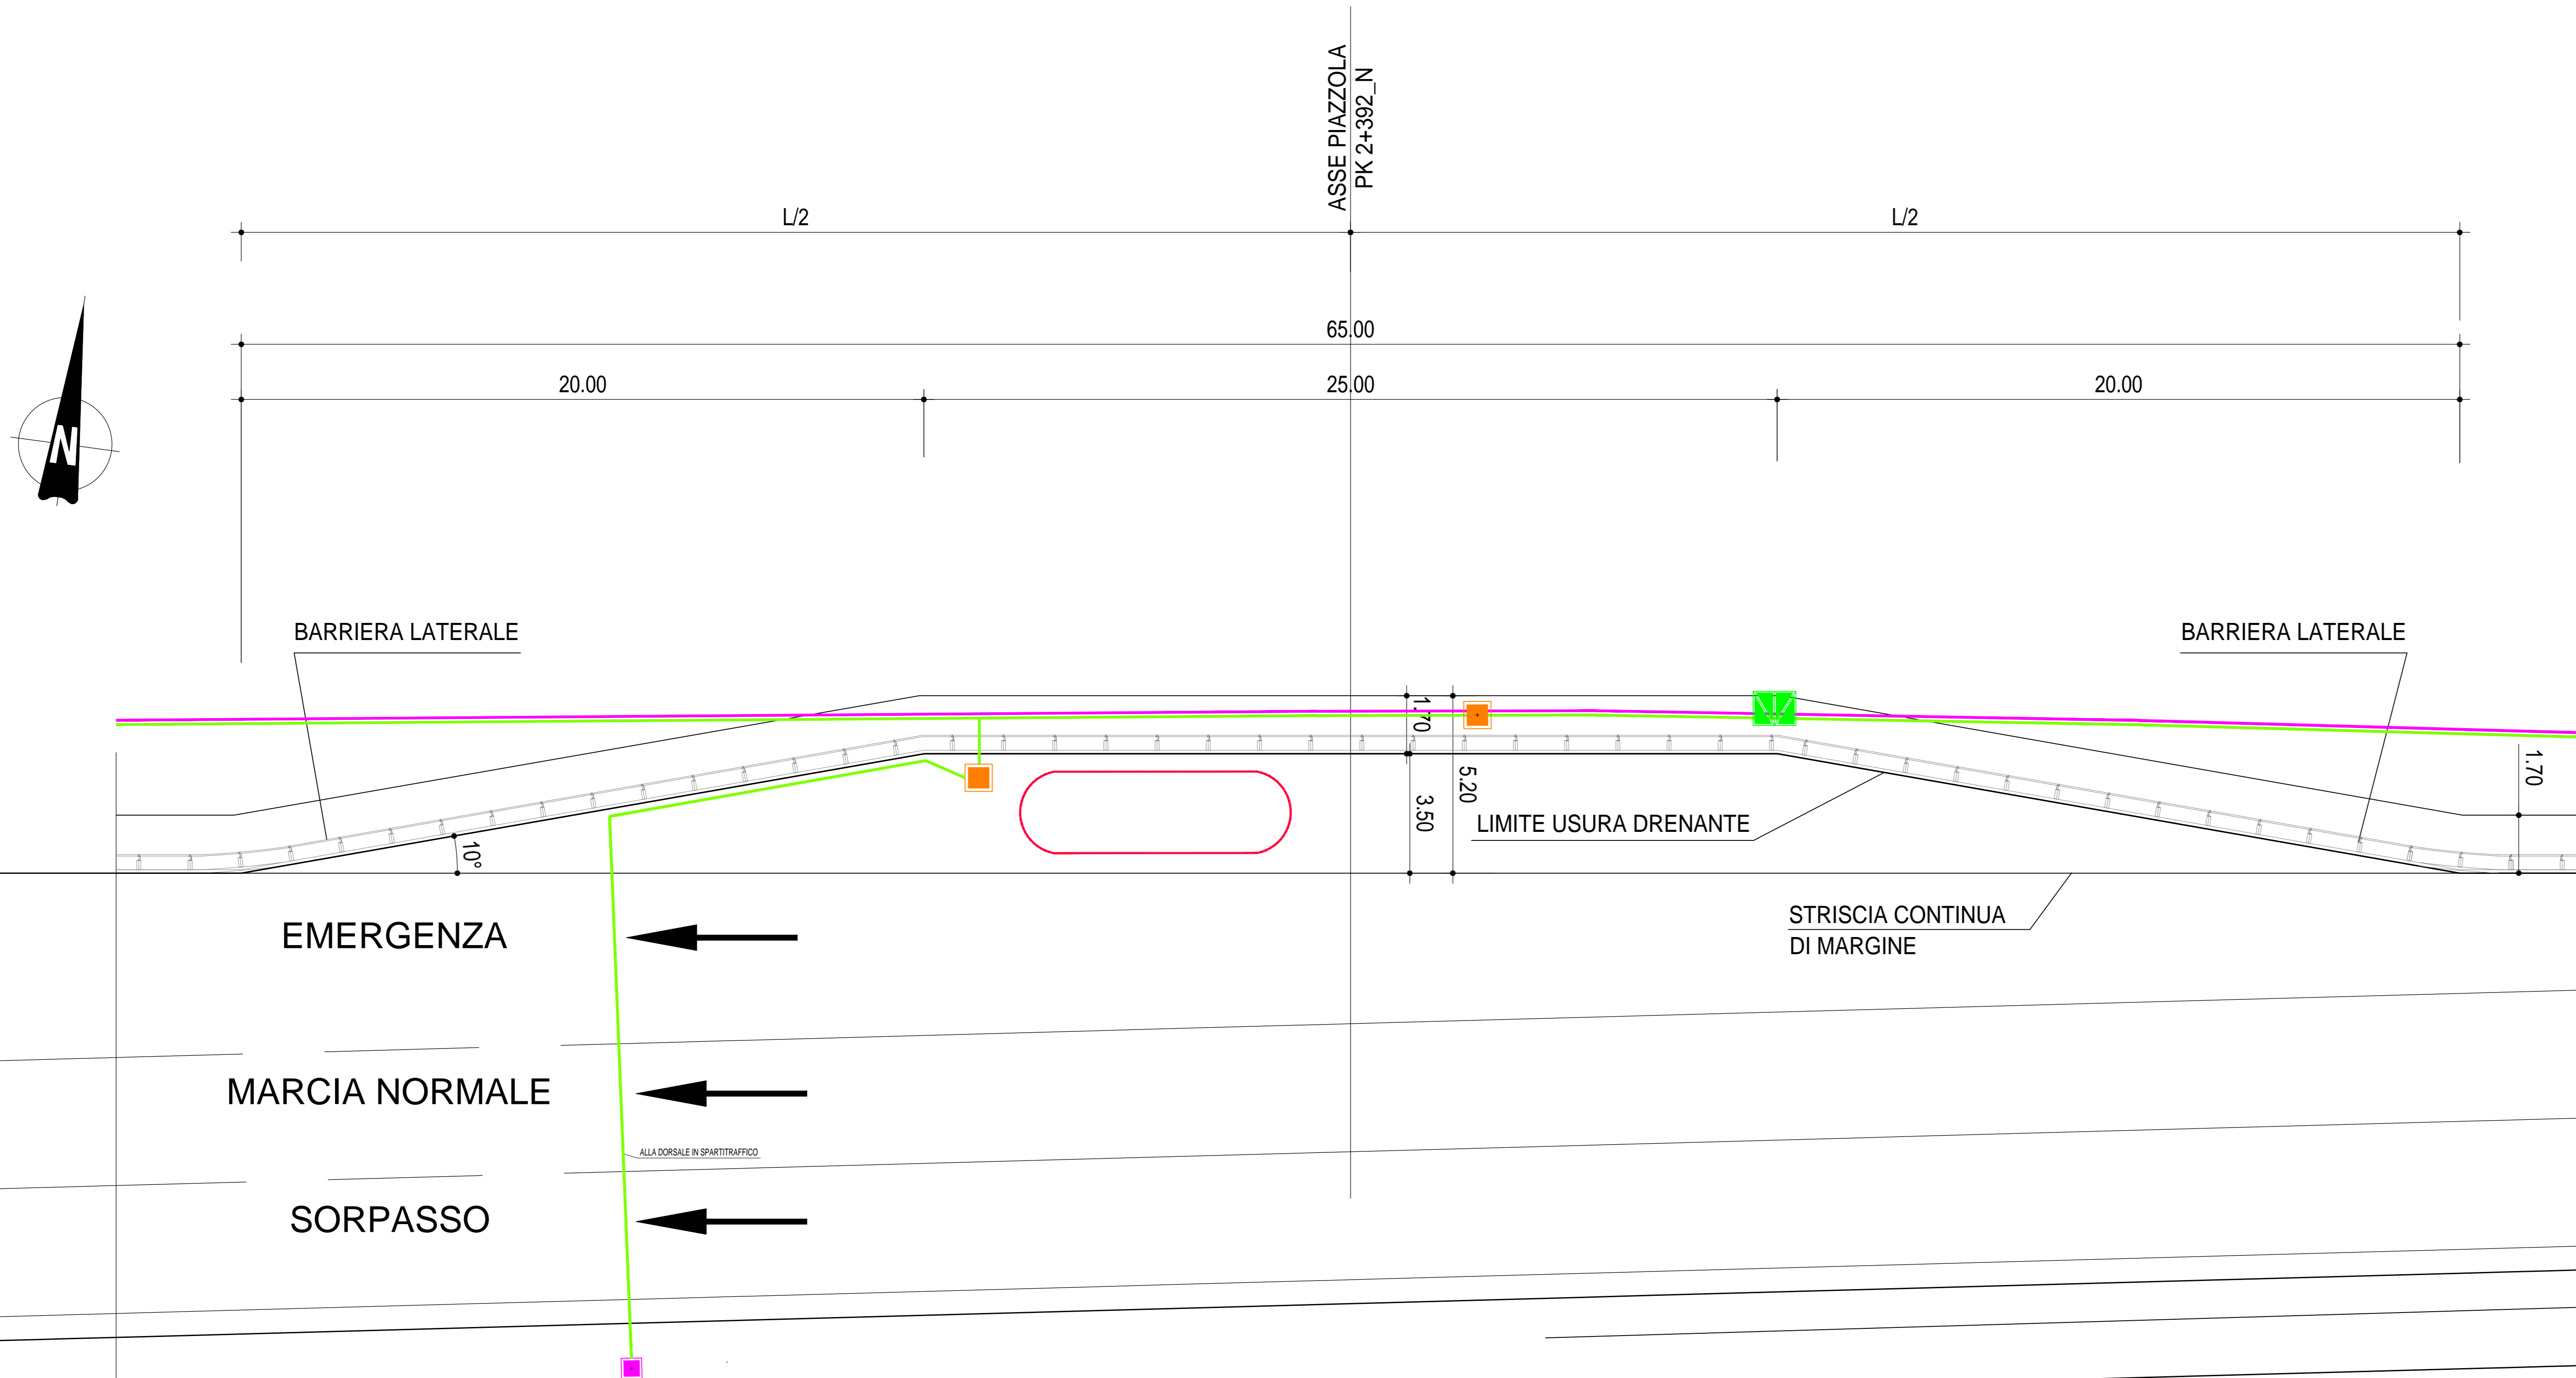 ASSE PIAZZOLA
PK 2+392_N
L/2
L/2
65.00
20.00
25.00
20.00
N
BARRIERA LATERALE
BARRIERA LATERALE
1.70
5.20
3.50
1.70
LIMITE USURA DRENANTE
10°
STRISCIA CONTINUA
DI MARGINE
EMERGENZA
MARCIA NORMALE
ALLA DORSALE IN SPARTITRAFFICO
SORPASSO